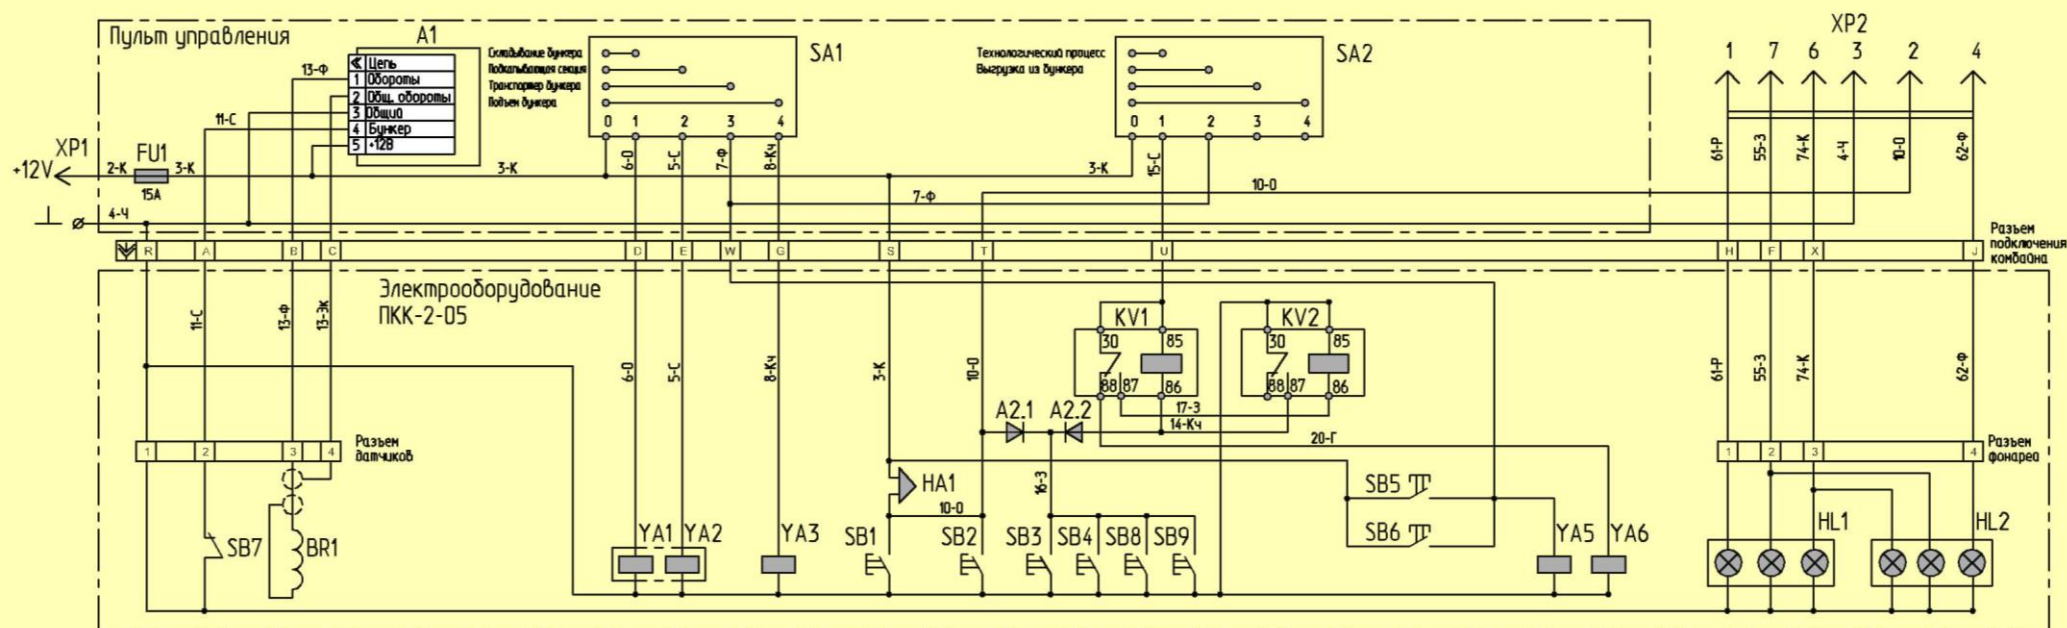 Пульт управления
A1
« Цепь
1 Обороты
2 Общ. обороты
3 Общий
4 Бункер
5 +12В
13-Ф
11-С
XP1
+12V
2-К
FU1
15А
3-К
4-Ч
Складывание бункера
Подкапывающая секция
Транспортер бункера
Подъем бункера
SA1
0 1 2 3 4
6-О
5-С
7-Ф
8-Кч
3-К
Технологический процесс
Выгрузка из бункера
SA2
0 1 2 3 4
3-К
15-С
7-Ф
10-О
XP2
1 7 6 3 2 4
61-Р
55-З
74-К
4-Ч
10-О
62-Ф
R A B C D E W G S T U H F X J
Разъем
подключения
комбайна
Электрооборудование
ПКК-2-05
11-С
13-Ф
13-Эк
6-О
5-С
8-Кч
3-К
10-О
KV1
30 85
88 87 86
KV2
30 85
88 87 86
17-З
14-Кч
20-Г
A2.1 A2.2
16-З
61-Р
55-З
74-К
62-Ф
1 2 3 4
Разъем
датчиков
1 2 3 4
Разъем
фонарей
HA1
10-О
SB5
SB6
SB7
BR1
YA1 YA2
YA3
SB1
SB2
SB3 SB4 SB8 SB9
YA5 YA6
HL1
HL2